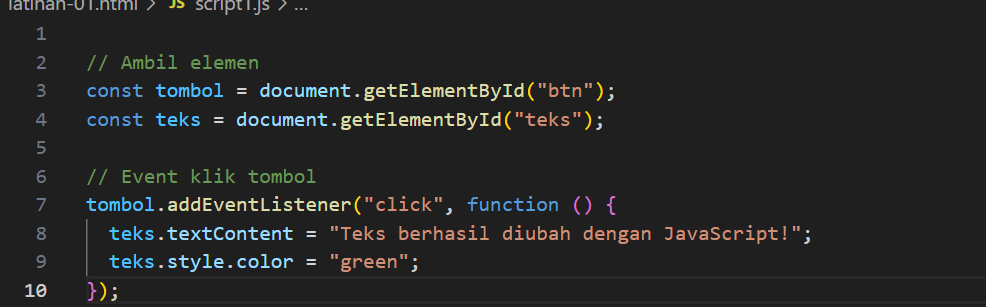 latihan-01.html > JS script1.js > ...
1
2 // Ambil elemen
3 const tombol = document.getElementById("btn");
4 const teks = document.getElementById("teks");
5
6 // Event klik tombol
7 tombol.addEventListener("click", function () {
8 teks.textContent = "Teks berhasil diubah dengan JavaScript!";
9 teks.style.color = "green";
10 });